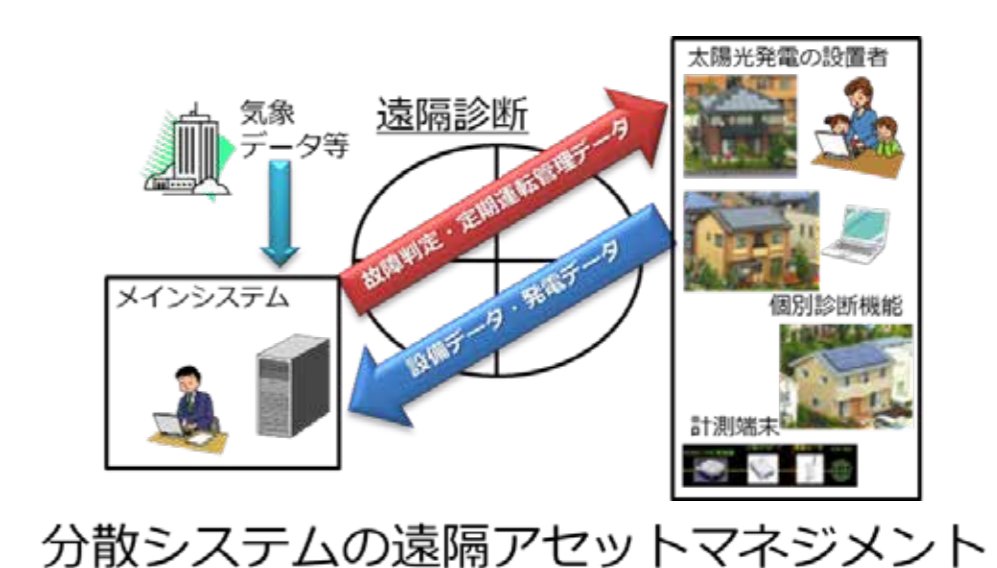 太陽光発電の設置者
気象
データ等
遠隔診断
故障判定・定期運転管理データ
設備データ・発電データ
メインシステム
個別診断機能
計測端末
分散システムの遠隔アセットマネジメント